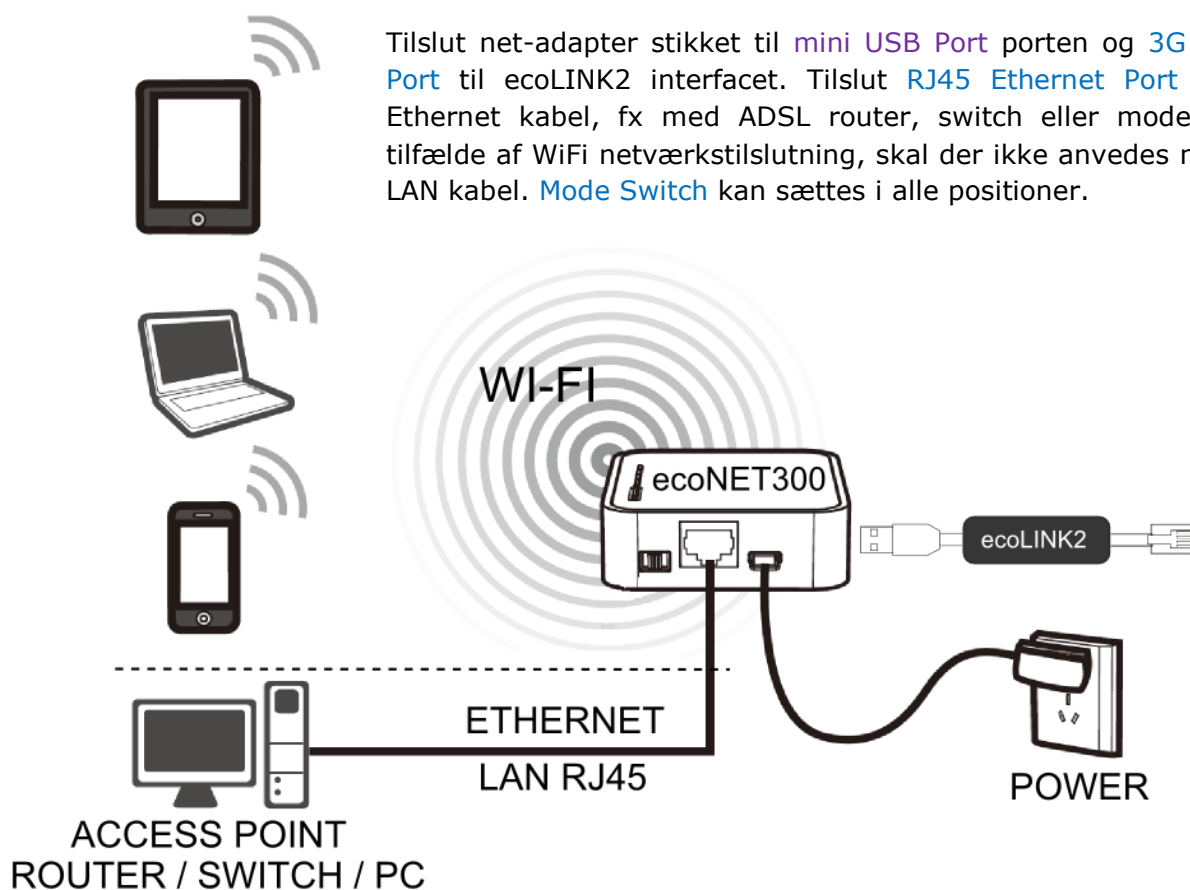 Tilslut net-adapter stikket til mini USB Port porten og 3G
Port til ecoLINK2 interfacet. Tilslut RJ45 Ethernet Port
Ethernet kabel, fx med ADSL router, switch eller mode
tilfælde af WiFi netværkstilslutning, skal der ikke anvedes
LAN kabel. Mode Switch kan sættes i alle positioner.
WI-FI
ecoNET300
ecoLINK2
ETHERNET
LAN RJ45
POWER
ACCESS POINT
ROUTER / SWITCH / PC